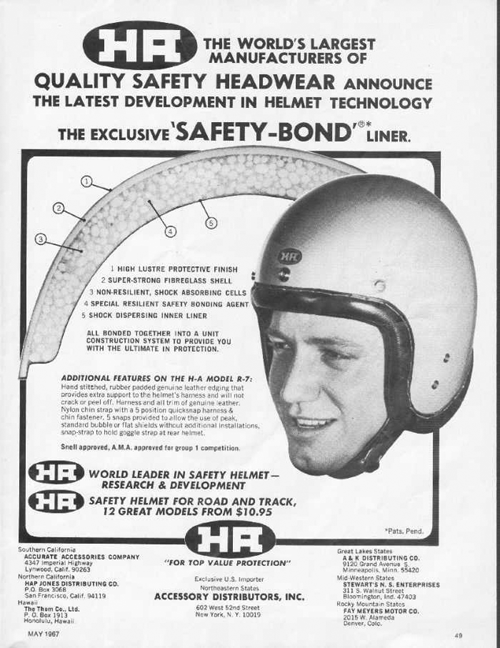 HA THE WORLD'S LARGEST
MANUFACTURERS OF
QUALITY SAFETY HEADWEAR ANNOUNCE
THE LATEST DEVELOPMENT IN HELMET TECHNOLOGY
THE EXCLUSIVE 'SAFETY-BOND'®* LINER.
1
2
3
4
5
HA
1 HIGH LUSTRE PROTECTIVE FINISH
2 SUPER-STRONG FIBREGLASS SHELL
3 NON-RESILIENT, SHOCK ABSORBING CELLS
4 SPECIAL RESILIENT SAFETY BONDING AGENT
5 SHOCK DISPERSING INNER LINER
ALL BONDED TOGETHER INTO A UNIT
CONSTRUCTION SYSTEM TO PROVIDE YOU
WITH THE ULTIMATE IN PROTECTION.
ADDITIONAL FEATURES ON THE H-A MODEL R-7:
Hand stitched, rubber padded genuine leather edging that
provides extra support to the helmet's harness and will not
crack or peel off. Harness and all trim of genuine leather.
Nylon chin strap with a 5 position quicksnap harness &
chin fastener. 5 snaps provided to allow the use of peak,
standard bubble or flat shields without additional installations,
snap-strap to hold goggle strap at rear helmet.
Snell approved, A.M.A. approved for group 1 competition.
HA WORLD LEADER IN SAFETY HELMET—
RESEARCH & DEVELOPMENT
HA SAFETY HELMET FOR ROAD AND TRACK,
12 GREAT MODELS FROM $10.95
*Pats. Pend.
HA
"FOR TOP VALUE PROTECTION"
Exclusive U.S. Importer
Northeastern States
ACCESSORY DISTRIBUTORS, INC.
602 West 52nd Street
New York, N. Y. 10019
Southern California
ACCURATE ACCESSORIES COMPANY
4347 Imperial Highway
Lynwood, Calif. 90263
Northern California
HAP JONES DISTRIBUTING CO.
P.O. Box 3068
San Francisco, Calif. 94119
Hawaii
The Thom Co., Ltd.
P. O. Box 1913
Honolulu, Hawaii
Great Lakes States
A & K DISTRIBUTING CO.
9120 Grand Avenue S.
Minneapolis, Minn. 55420
Mid-Western States
STEWART'S N. S. ENTERPRISES
311 S. Walnut Street
Bloomington, Ind. 47403
Rocky Mountain States
FAY MEYERS MOTOR CO.
2015 W. Alameda
Denver, Colo.
MAY 1967
49